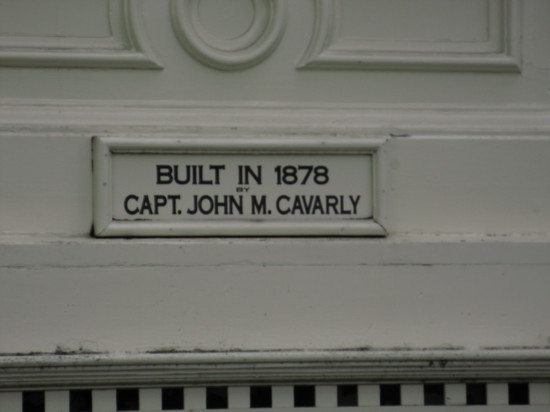 BUILT IN 1878
BY
CAPT. JOHN M. CAVARLY